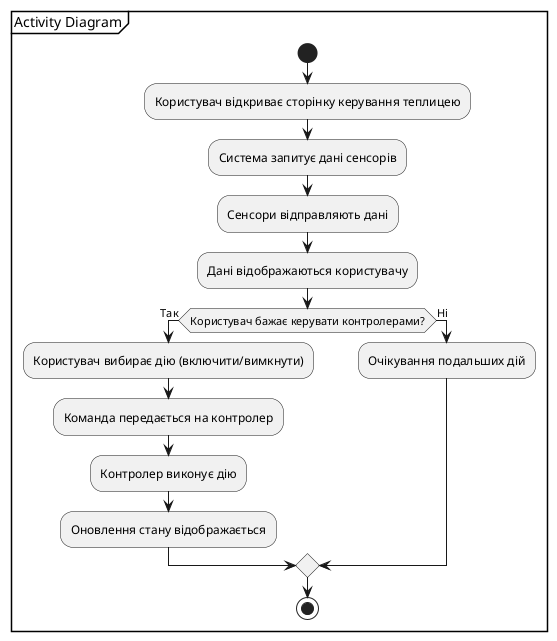 Activity Diagram
Користувач відкриває сторінку керування теплицею
Система запитує дані сенсорів
Сенсори відправляють дані
Дані відображаються користувачу
Так
Користувач бажає керувати контролерами?
Ні
Користувач вибирає дію (включити/вимкнути)
Очікування подальших дій
Команда передається на контролер
Контролер виконує дію
Оновлення стану відображається